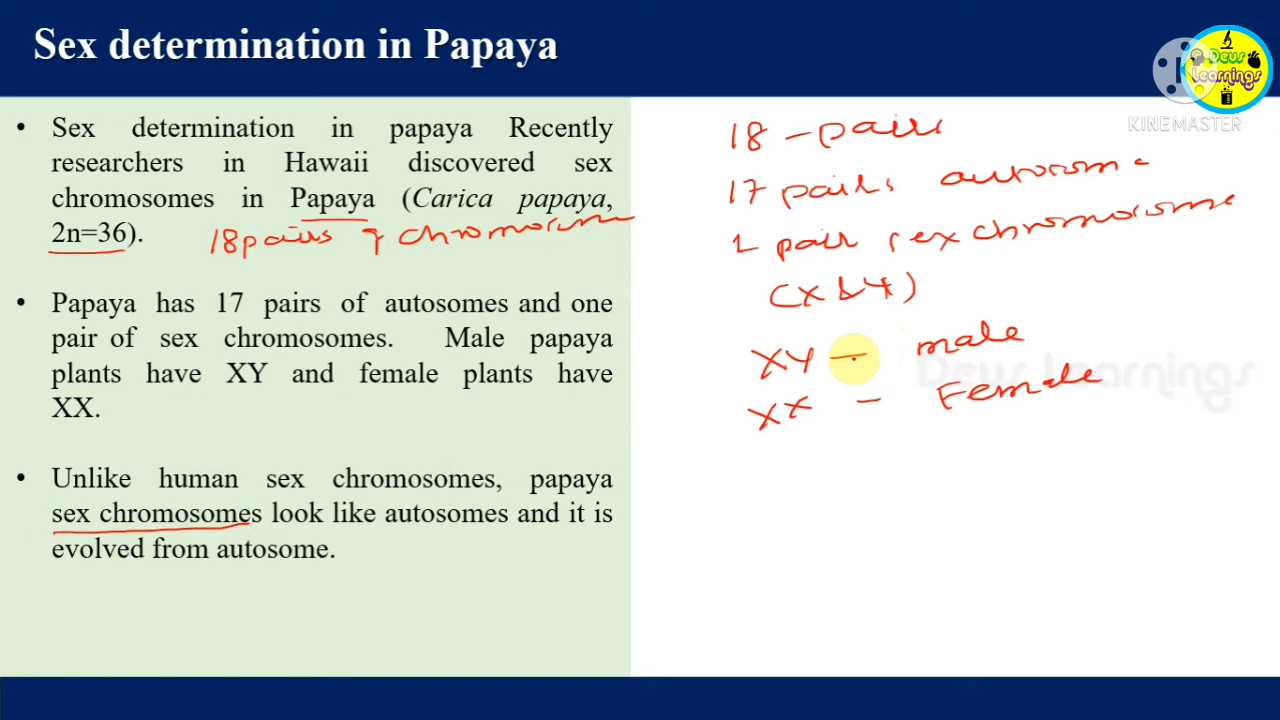 Sex determination in Papaya
Deus
Learnings
KINEMASTER
• Sex determination in papaya Recently
researchers in Hawaii discovered sex
chromosomes in Papaya (Carica papaya,
2n=36).
18 pairs of chromosome
• Papaya has 17 pairs of autosomes and one
pair of sex chromosomes. Male papaya
plants have XY and female plants have
XX.
• Unlike human sex chromosomes, papaya
sex chromosomes look like autosomes and it is
evolved from autosome.
18 - pairs
17 pairs autosome
1 pair sex chromosome
(X & Y)
XY - male
Deus Learnings
XX - Female